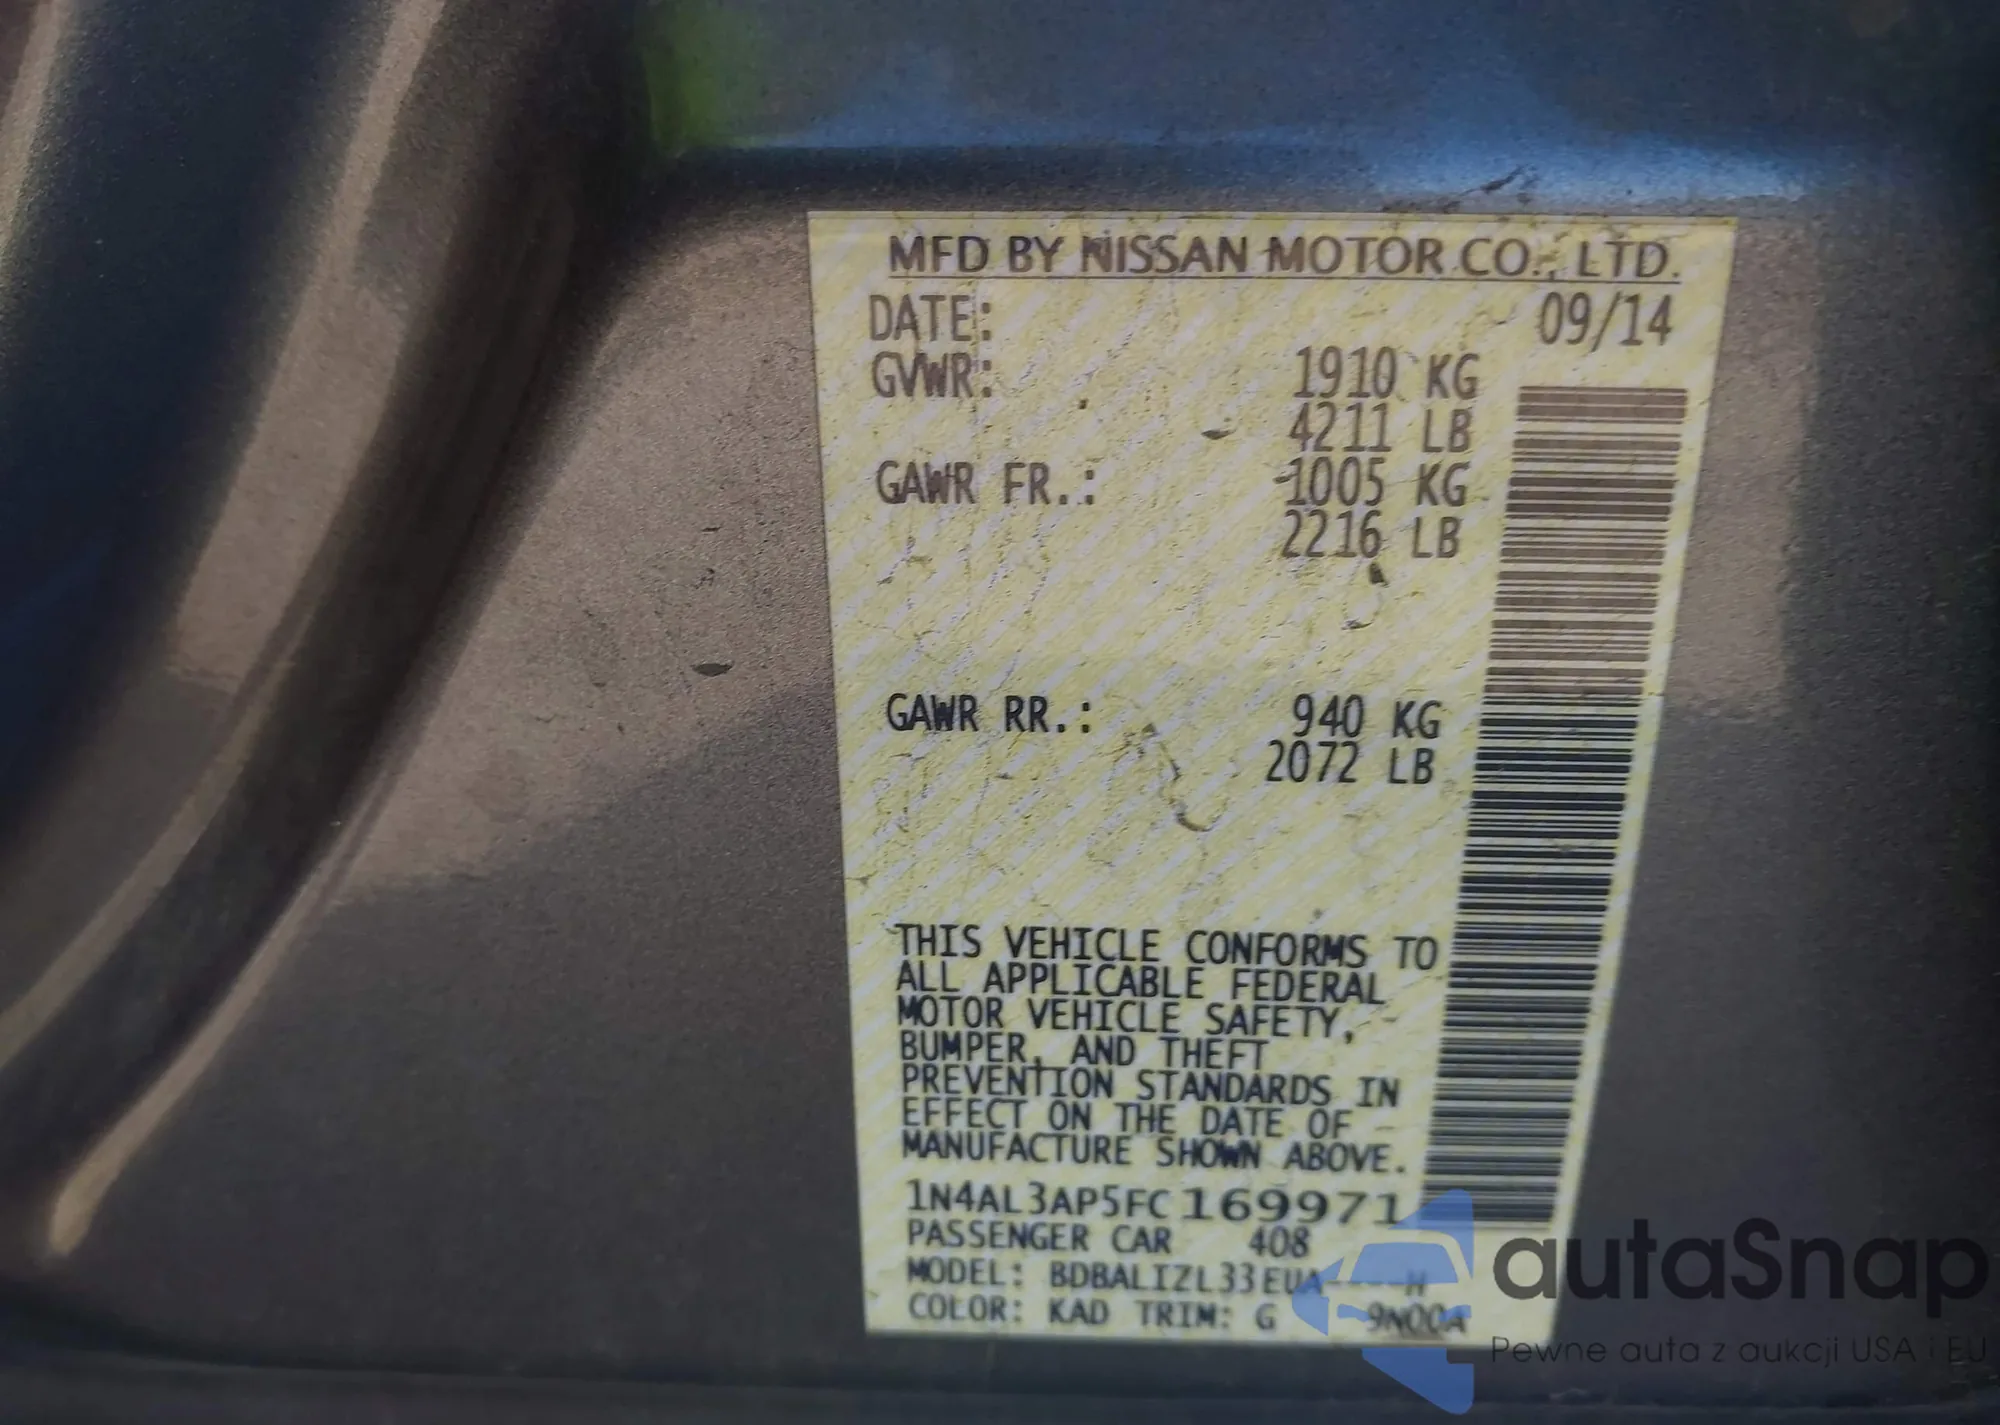 MFD BY NISSAN MOTOR CO., LTD.
DATE: 09/14
GVWR: 1910 KG
4211 LB
GAWR FR.: 1005 KG
2216 LB
GAWR RR.: 940 KG
2072 LB
THIS VEHICLE CONFORMS TO
ALL APPLICABLE FEDERAL
MOTOR VEHICLE SAFETY,
BUMPER, AND THEFT
PREVENTION STANDARDS IN
EFFECT ON THE DATE OF
MANUFACTURE SHOWN ABOVE.
1N4AL3AP5FC169971
PASSENGER CAR 408
MODEL: BDBALIZL33EUA----H
COLOR: KAD TRIM: G 9N00A
autaSnap
Pewne auta z aukcji USA i EU